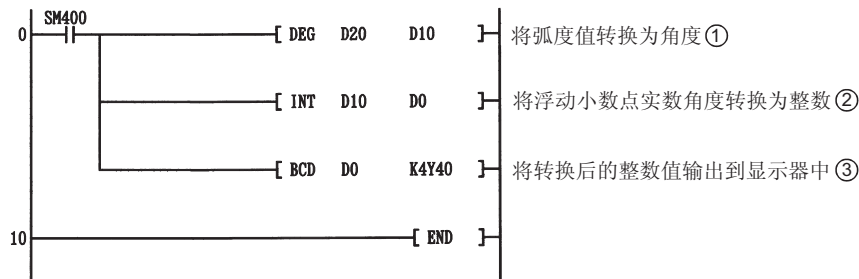 SM400
0 [ DEG D20 D10 ] 将弧度值转换为角度①
[ INT D10 D0 ] 将浮动小数点实数角度转换为整数②
[ BCD D0 K4Y40 ] 将转换后的整数值输出到显示器中③
10 [ END ]